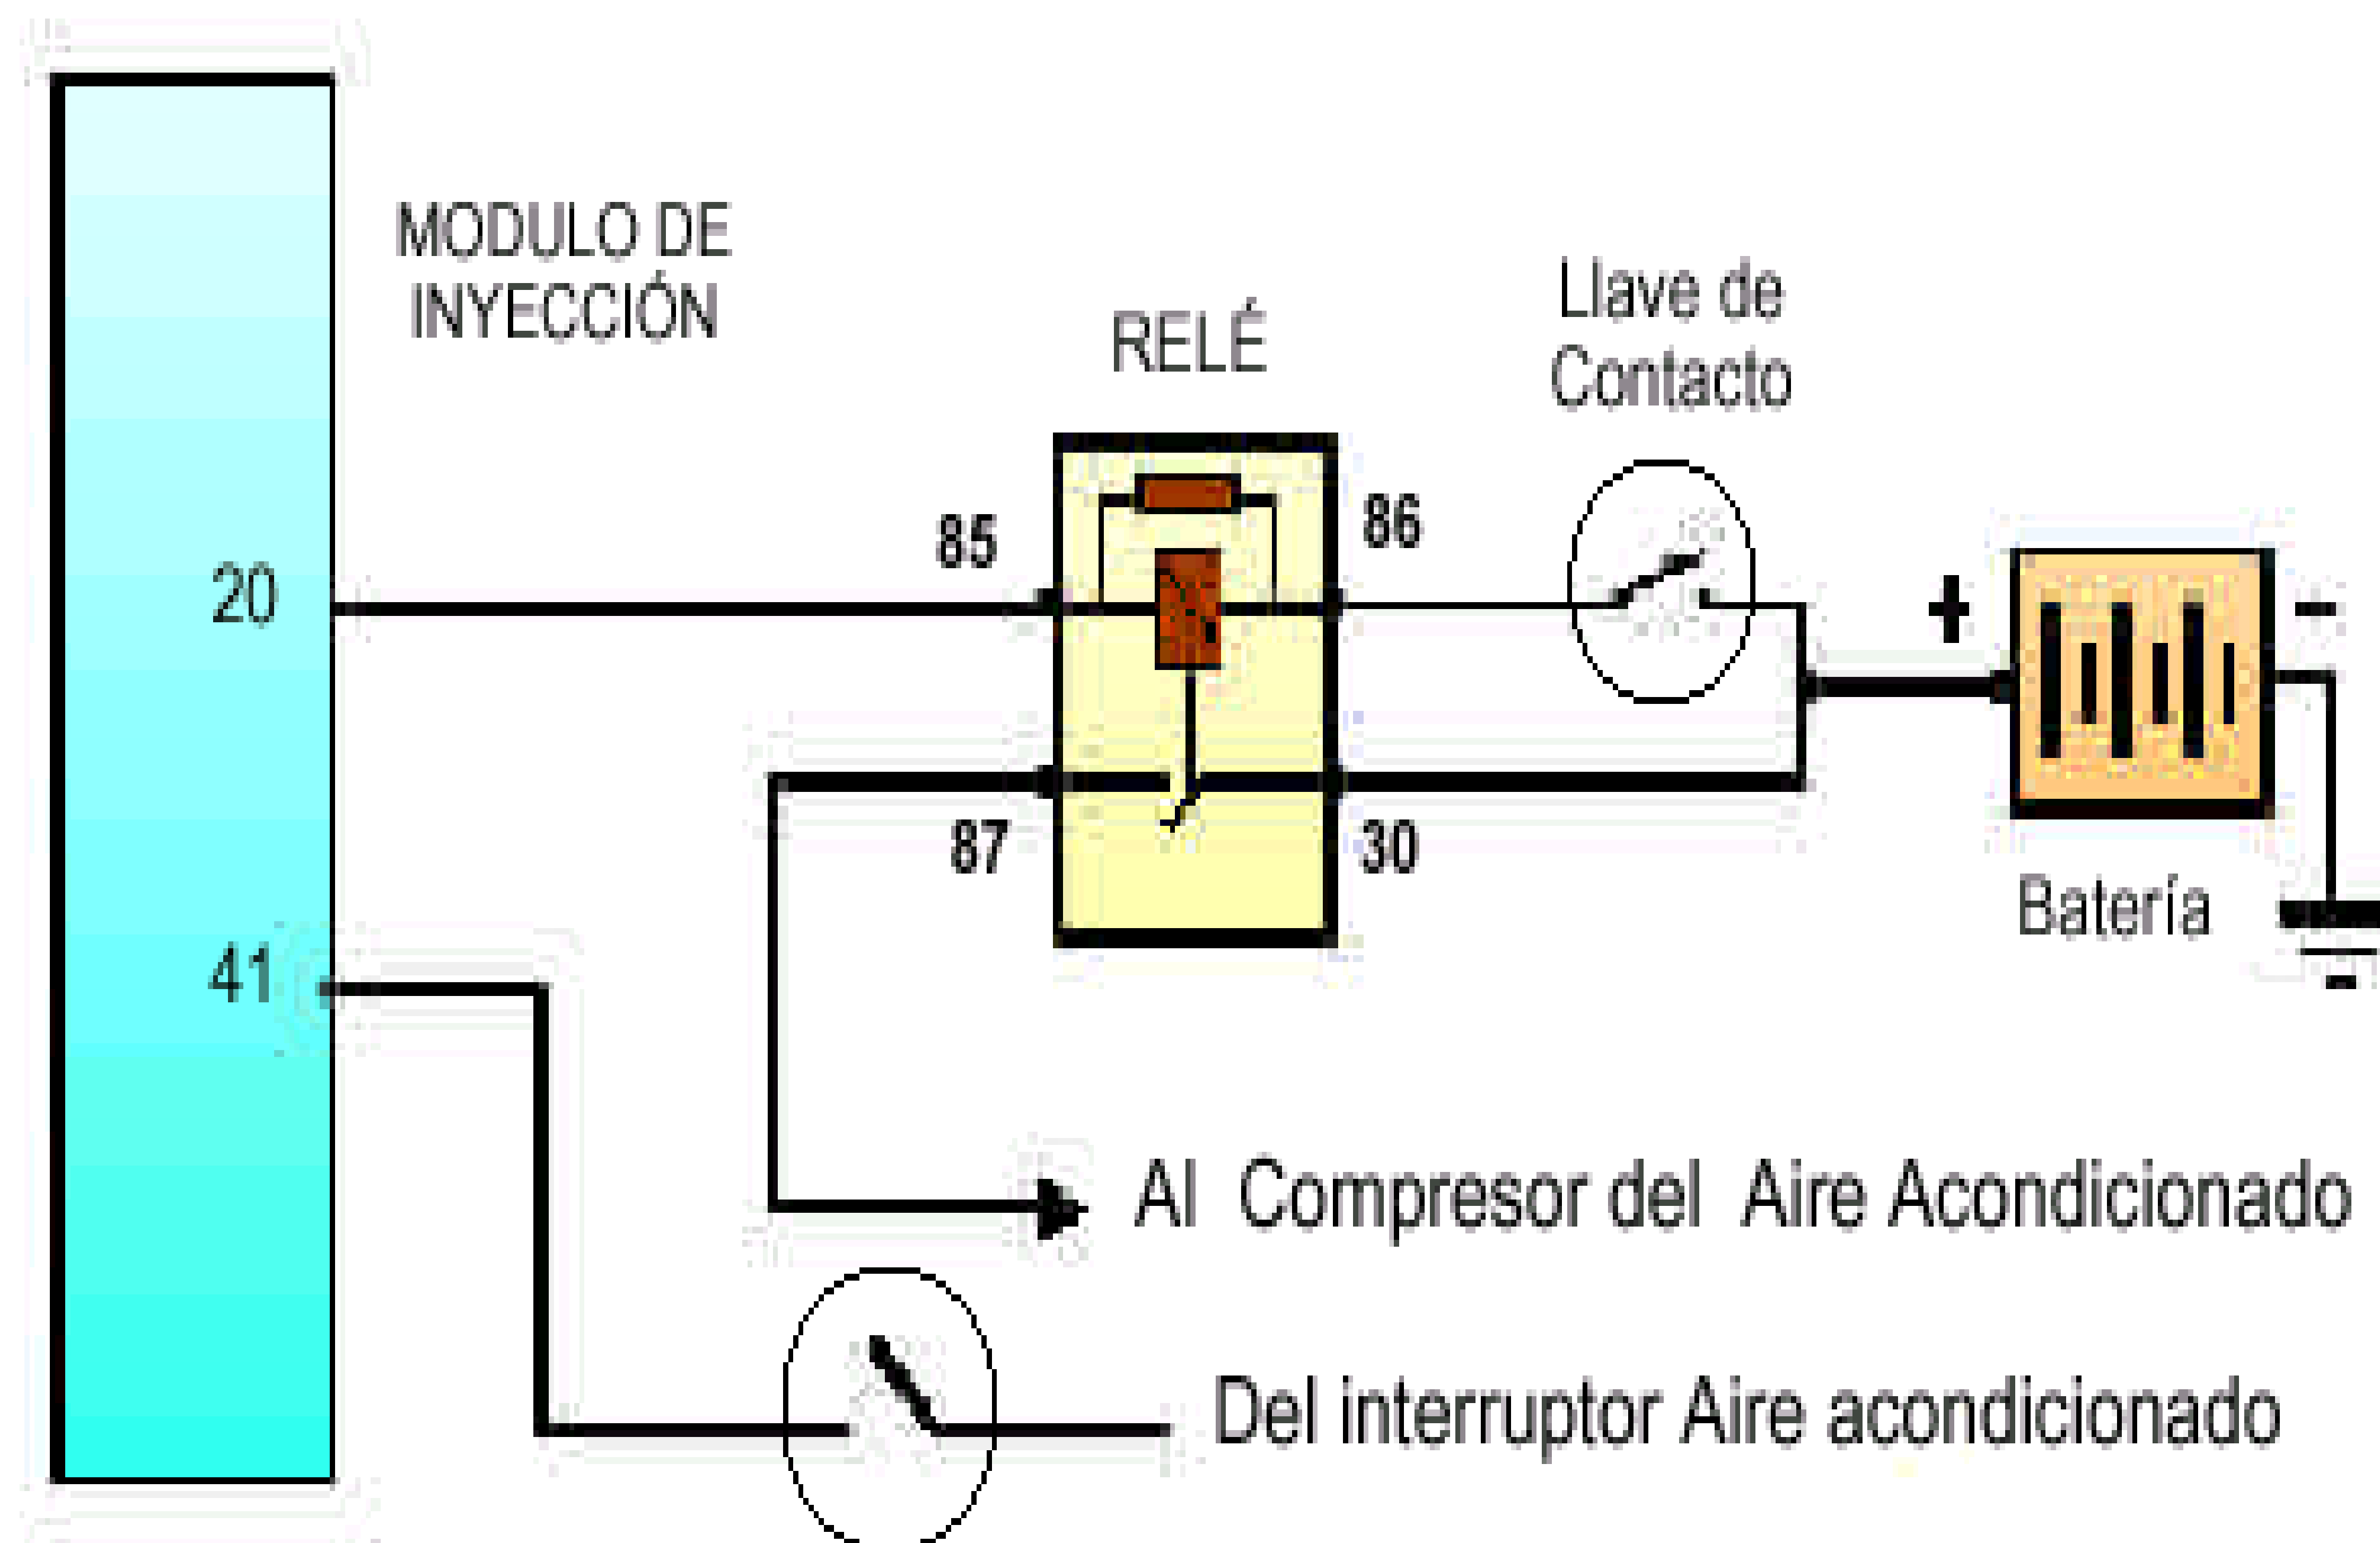 MODULO DE
INYECCIÓN
RELÉ
Llave de
Contacto
20
85
86
+
-
87
30
Batería
41
Al Compresor del Aire Acondicionado
Del interruptor Aire acondicionado